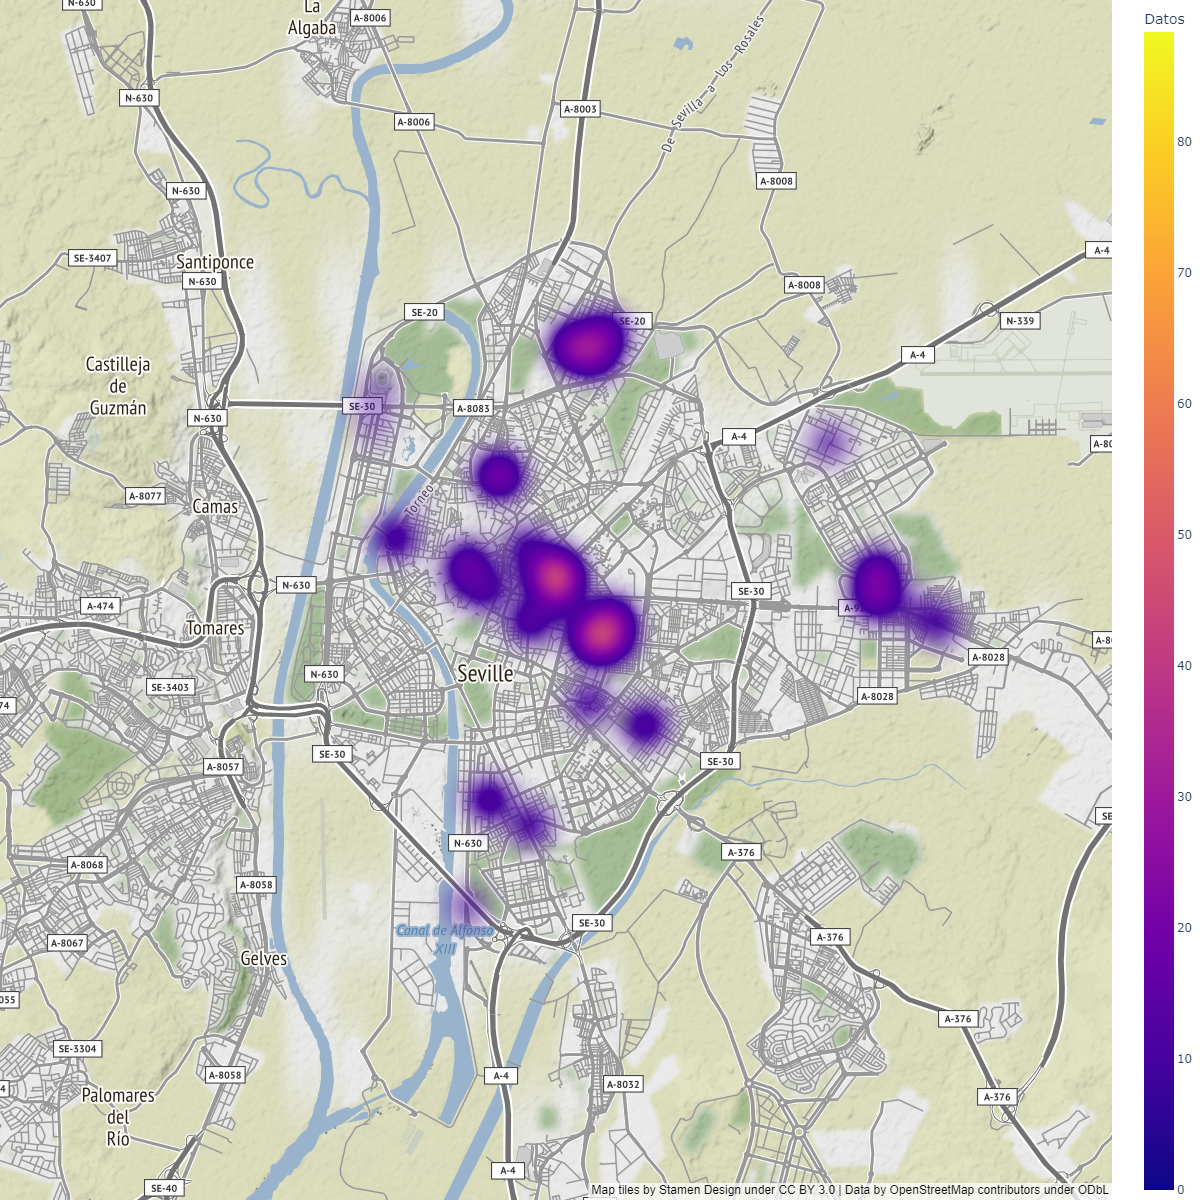 N-630
La
Algaba
A-8006
Datos
N-630
A-8006
A-8003
De Sevilla a Los Rosales
80
N-630
A-8008
SE-3407
Santiponce
N-630
A-4
A-8008
70
SE-20
SE-20
N-339
Castilleja
de
Guzmán
A-4
N-630
SE-30
A-8083
60
A-4
A-80
A-8077
Camas
Torneo
50
N-630
SE-30
A-474
A-92
Tomares
A-80
A-8028
40
Seville
N-630
SE-3403
A-8028
74
SE-30
SE-30
A-8057
30
SE
N-630
A-376
A-8068
A-8058
Canal de Alfonso
XIII
SE-30
A-376
20
A-8067
Gelves
055
A-376
SE-3304
10
A-8058
A-4
A-8032
4
Palomares
del
Río
A-376
A-4
SE-40
Map tiles by Stamen Design under CC BY 3.0 | Data by OpenStreetMap contributors under ODbL
0